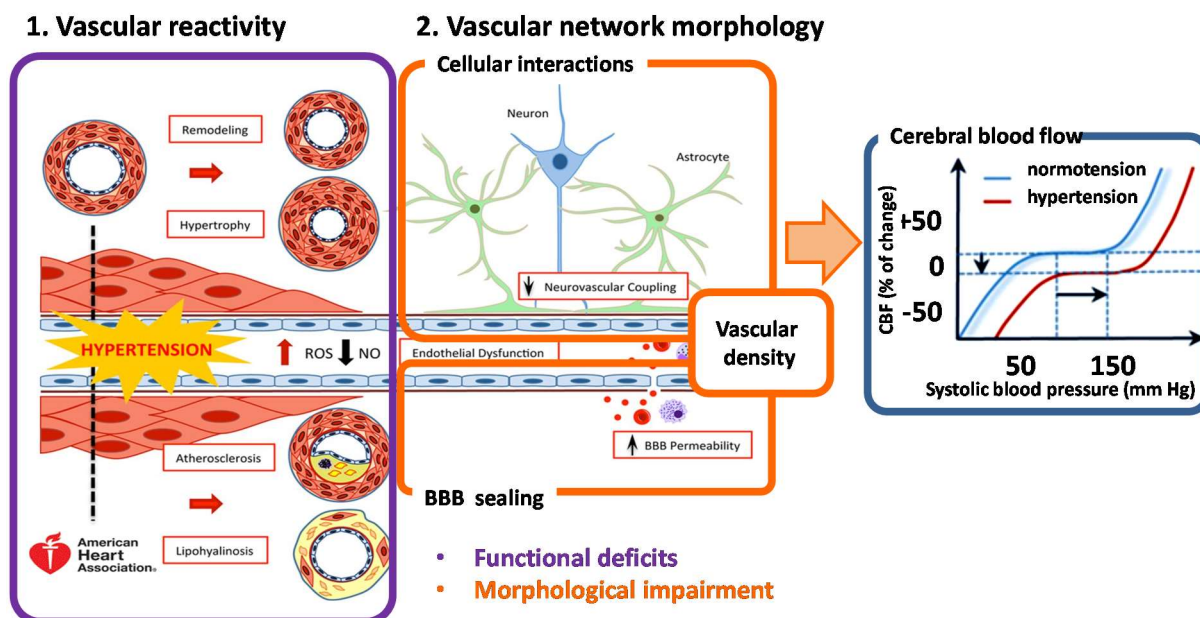 1. Vascular reactivity
2. Vascular network morphology
Remodeling
Hypertrophy
HYPERTENSION
ROS
NO
Endothelial Dysfunction
Atherosclerosis
Lipohyalinosis
American
Heart
Association®
Cellular interactions
Neuron
Astrocyte
Neurovascular Coupling
Vascular
density
BBB Permeability
BBB sealing
• Functional deficits
• Morphological impairment
Cerebral blood flow
normotension
hypertension
CBF (% of change)
+50
0
-50
50 150
Systolic blood pressure (mm Hg)